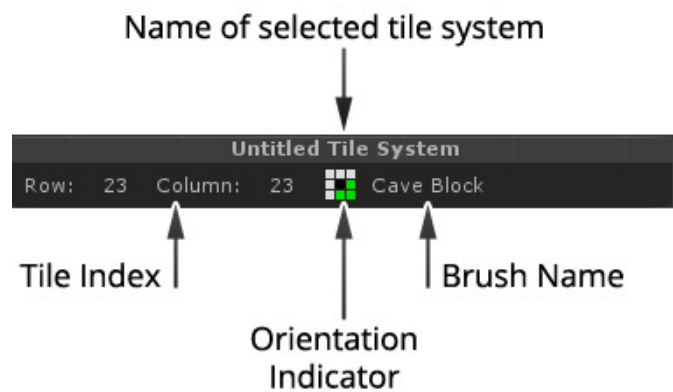 Name of selected tile system
Untitled Tile System
Row: 23 Column: 23 Cave Block
Tile Index
Brush Name
Orientation
Indicator